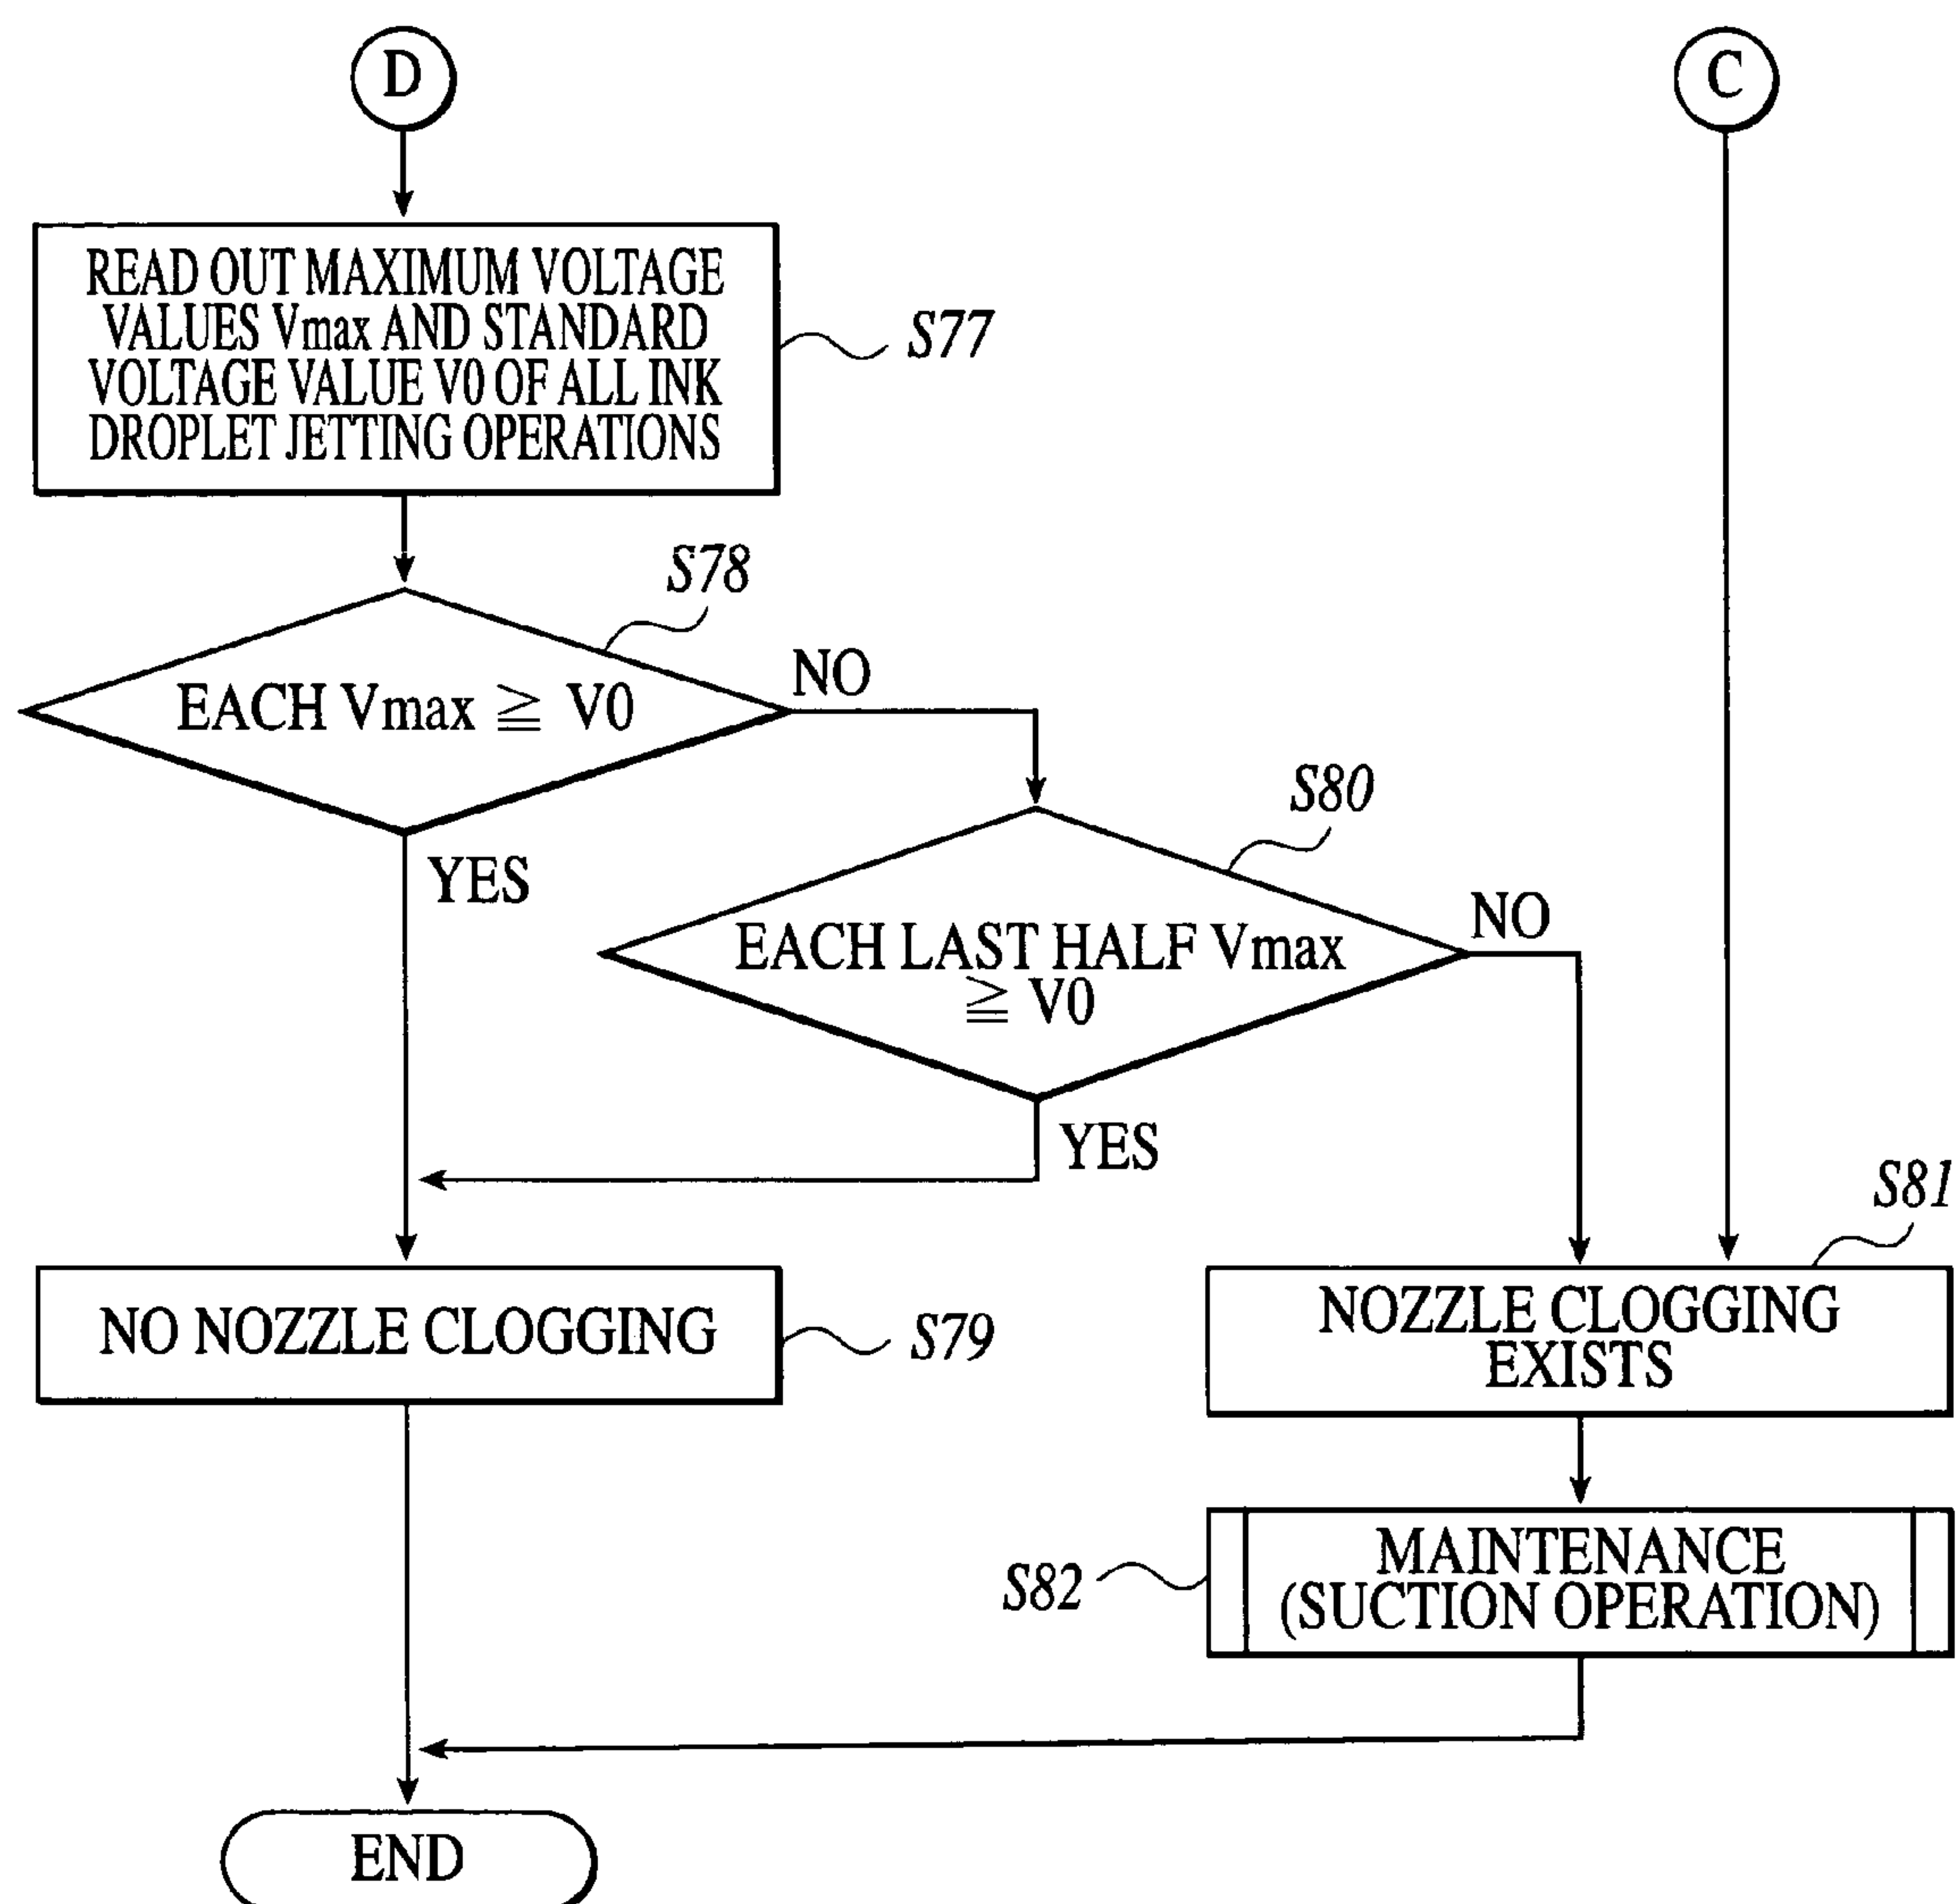 D
C
READ OUT MAXIMUM VOLTAGE
VALUES Vmax AND STANDARD
VOLTAGE VALUE V0 OF ALL INK
DROPLET JETTING OPERATIONS
S77
S78
EACH Vmax ≧ V0
NO
YES
S80
EACH LAST HALF Vmax
≧ V0
NO
YES
S81
NO NOZZLE CLOGGING
S79
NOZZLE CLOGGING
EXISTS
S82
MAINTENANCE
(SUCTION OPERATION)
END